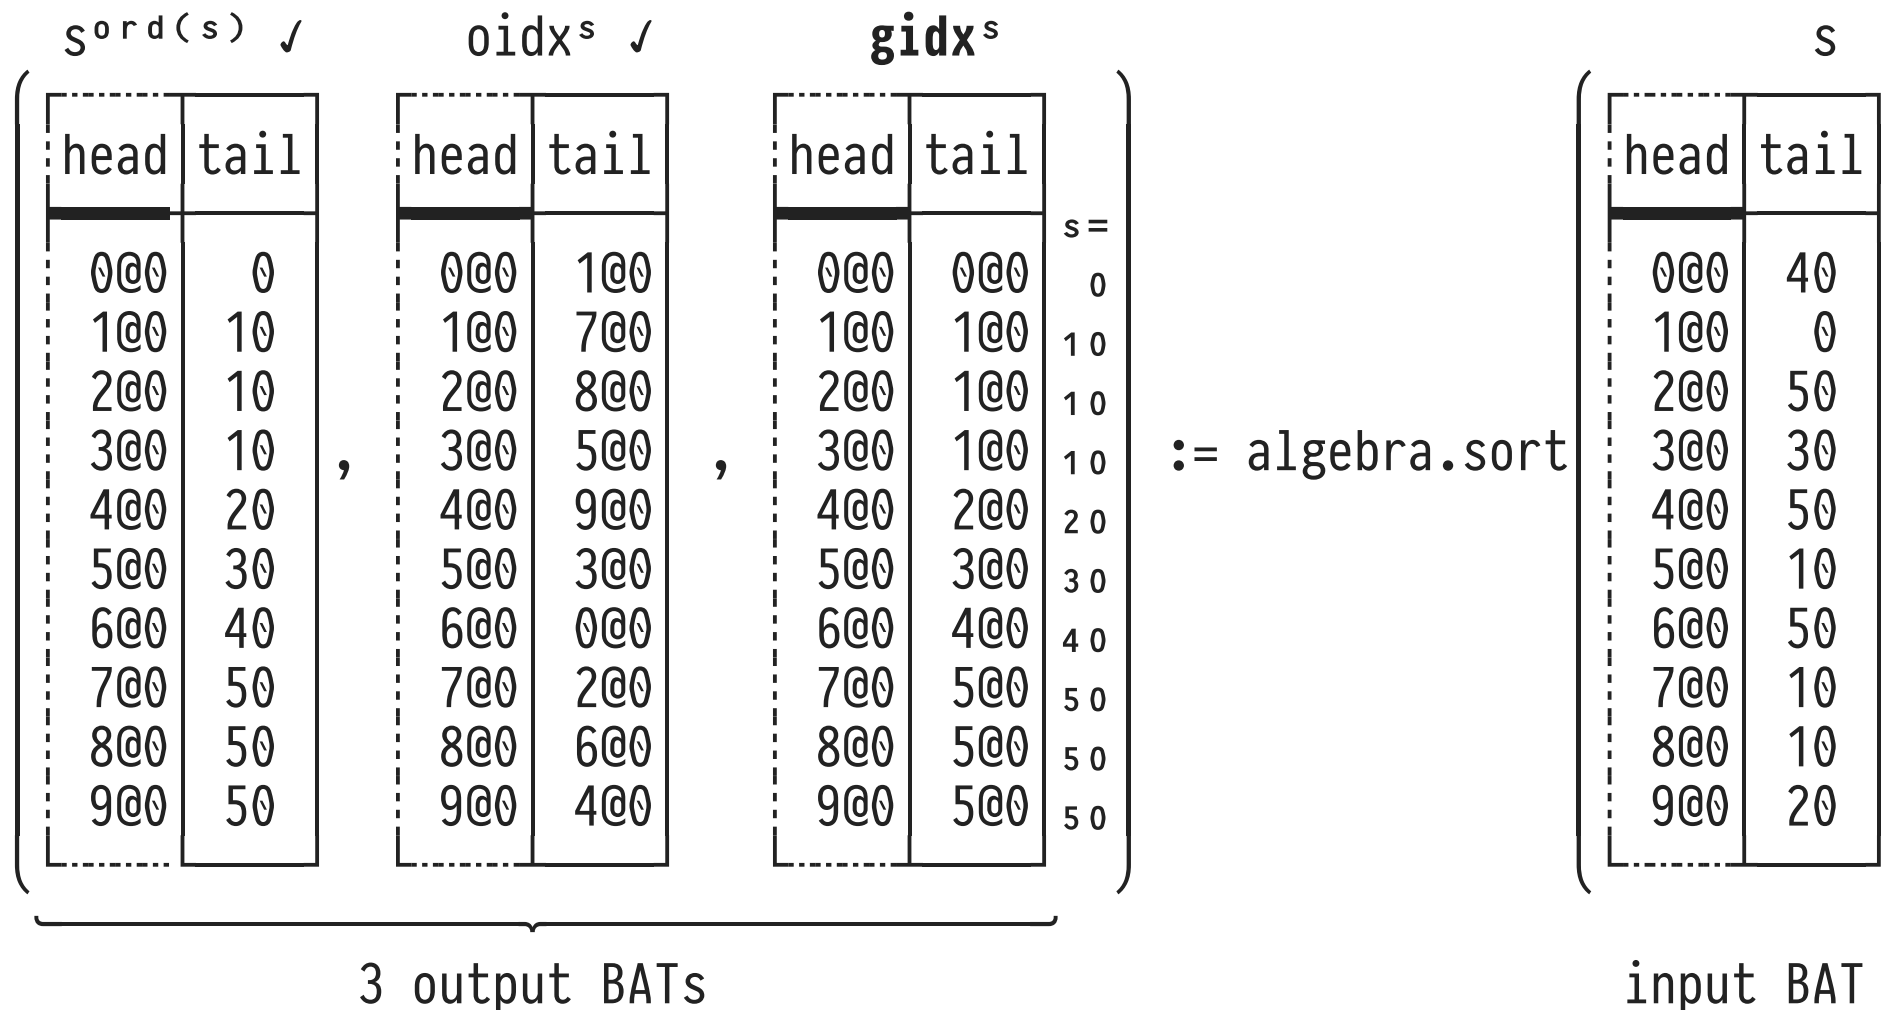 s^ord(s) ✓ oidx^s ✓ gidx^s s
head tail head tail head tail head tail
s=
0@0 0 0@0 1@0 0@0 0@0 0 0@0 40
1@0 10 1@0 7@0 1@0 1@0 10 1@0 0
2@0 10 2@0 8@0 2@0 1@0 10 2@0 50
3@0 10 , 3@0 5@0 , 3@0 1@0 10 := algebra.sort 3@0 30
4@0 20 4@0 9@0 4@0 2@0 20 4@0 50
5@0 30 5@0 3@0 5@0 3@0 30 5@0 10
6@0 40 6@0 0@0 6@0 4@0 40 6@0 50
7@0 50 7@0 2@0 7@0 5@0 50 7@0 10
8@0 50 8@0 6@0 8@0 5@0 50 8@0 10
9@0 50 9@0 4@0 9@0 5@0 50 9@0 20
3 output BATs input BAT